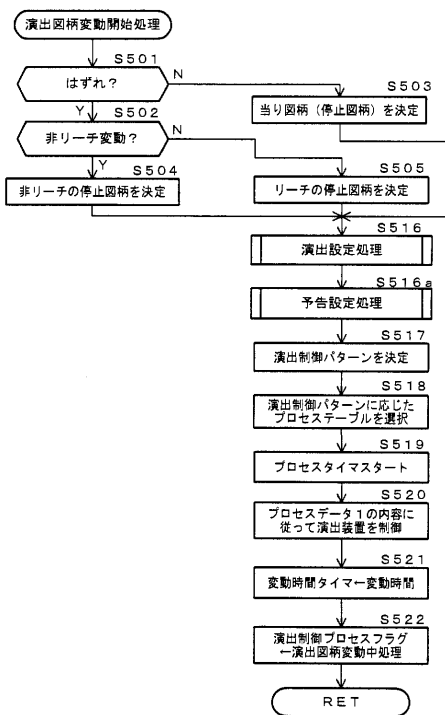 演出図柄変動開始処理
S501
はずれ？
N
S503
当り図柄（停止図柄）を決定
Y
S502
非リーチ変動？
N
Y
S504
非リーチの停止図柄を決定
S505
リーチの停止図柄を決定
S516
演出設定処理
S516a
予告設定処理
S517
演出制御パターンを決定
S518
演出制御パターンに応じた
プロセステーブルを選択
S519
プロセスタイマスタート
S520
プロセスデータ１の内容に
従って演出装置を制御
S521
変動時間タイマ←変動時間
S522
演出制御プロセスフラグ
←演出図柄変動中処理
RET